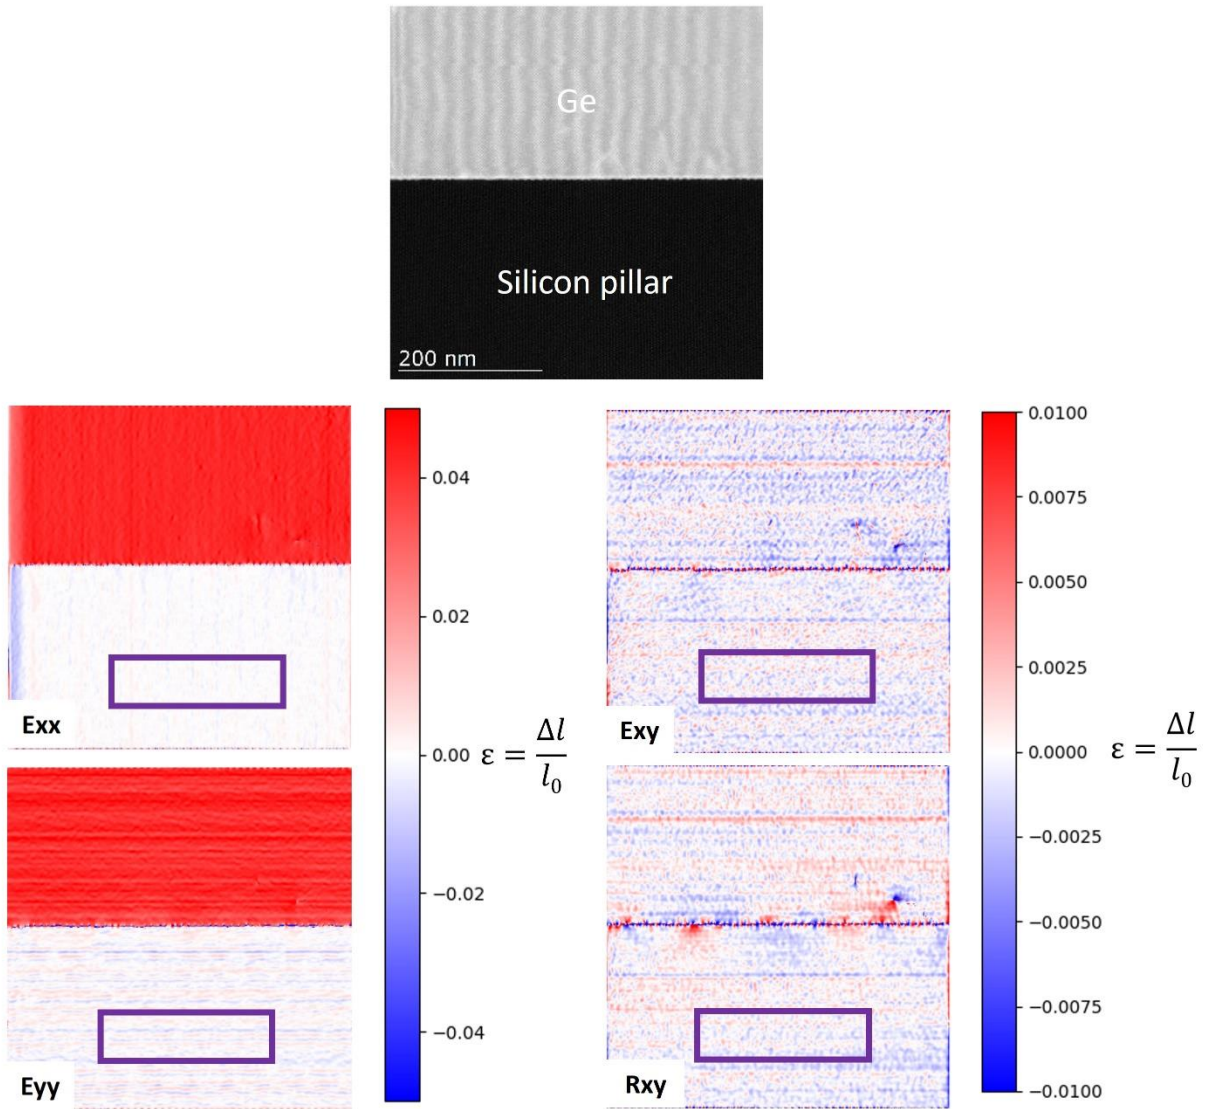 Ge
Silicon pillar
200 nm
0.04
0.02
0.00
−0.02
−0.04
Exx
Eyy
ε = Δl / l₀
0.0100
0.0075
0.0050
0.0025
0.0000
−0.0025
−0.0050
−0.0075
−0.0100
Exy
Rxy
ε = Δl / l₀